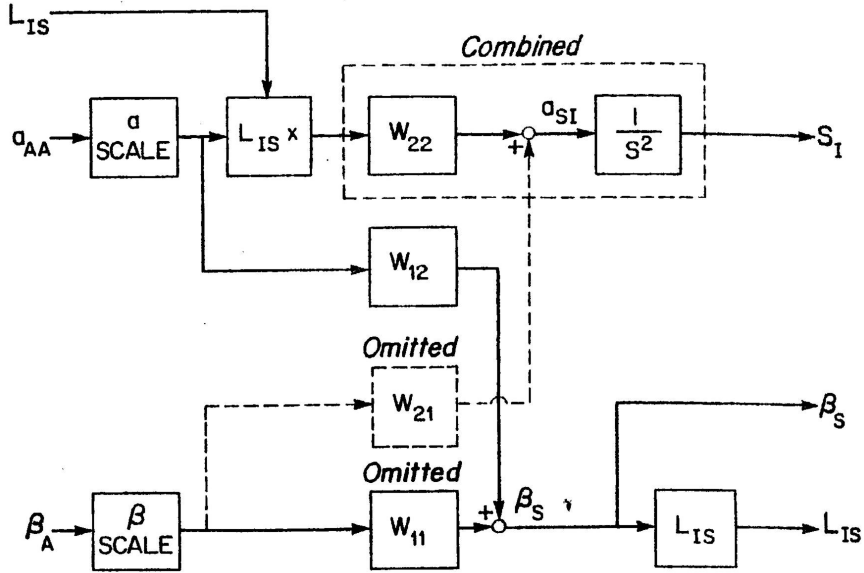 L_IS
Combined
a_AA
a
SCALE
L_IS x
W_22
+
a_SI
1
S²
S_I
W_12
Omitted
W_21
β_S
Omitted
β_A
β
SCALE
W_11
+
β_S
L_IS
L_IS